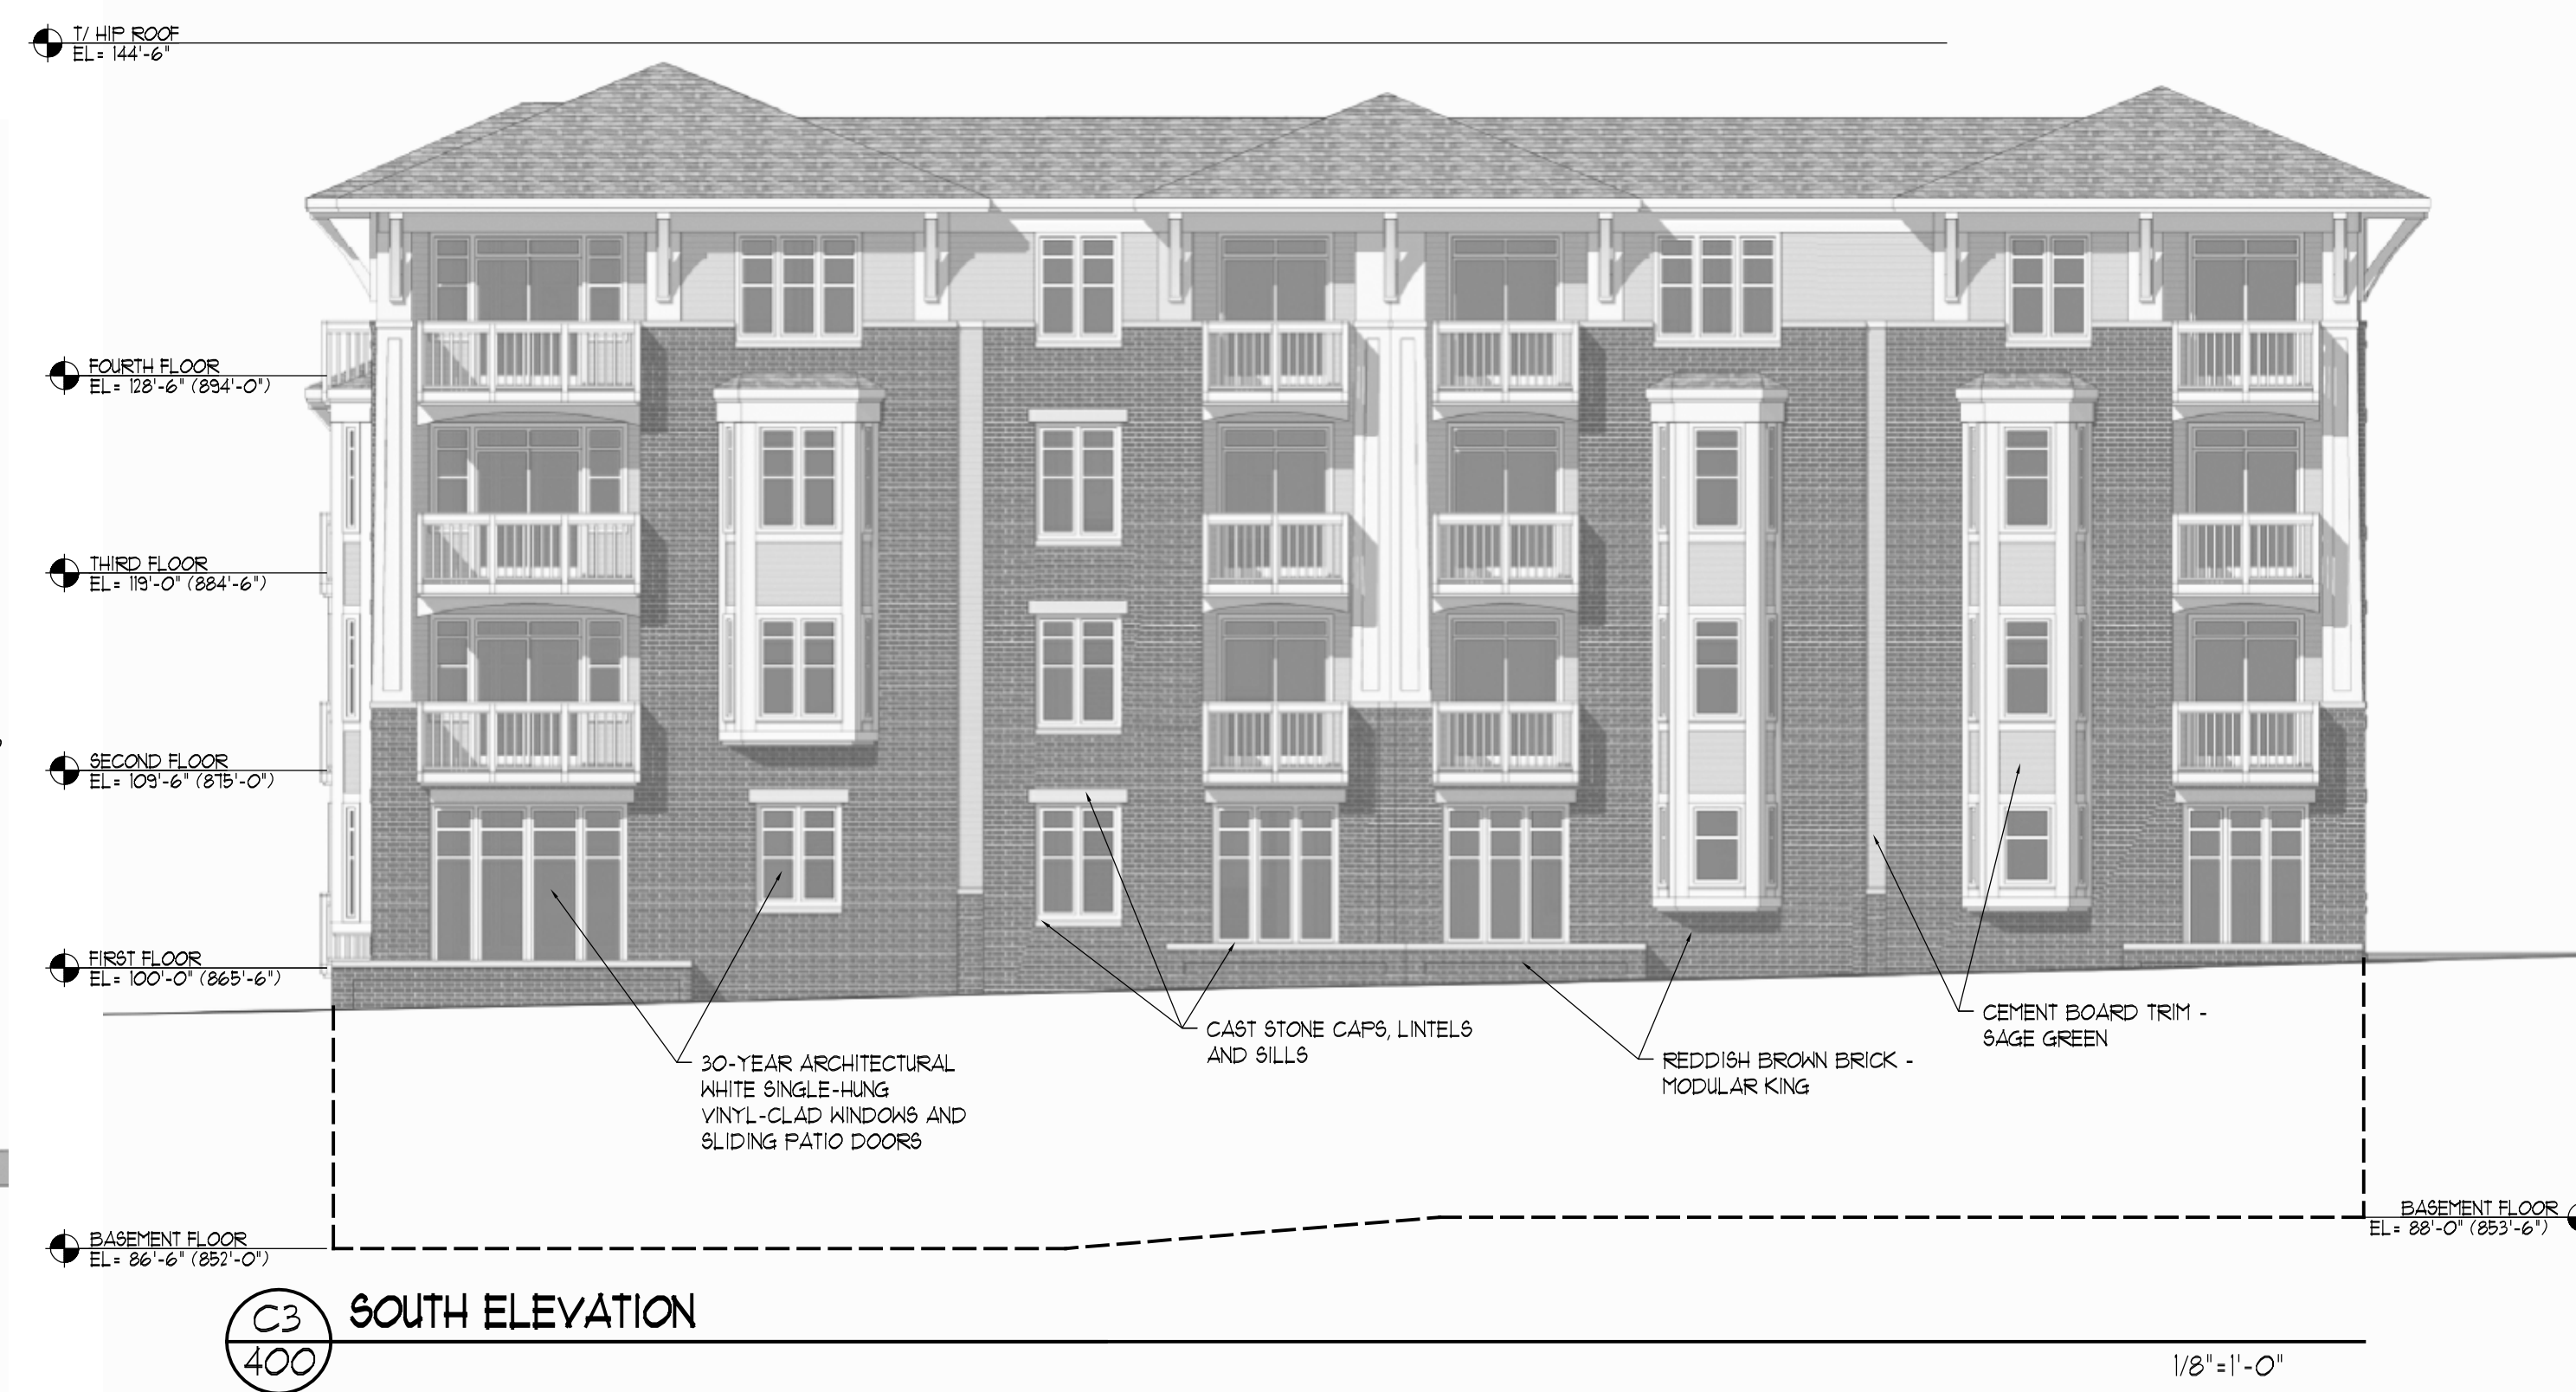 T/ HIP ROOF
EL= 144'-6"
FOURTH FLOOR
EL= 128'-6" (894'-0")
THIRD FLOOR
EL= 119'-0" (884'-6")
SECOND FLOOR
EL= 109'-6" (875'-0")
FIRST FLOOR
EL= 100'-0" (865'-6")
CAST STONE CAPS, LINTELS
AND SILLS
CEMENT BOARD TRIM -
SAGE GREEN
30-YEAR ARCHITECTURAL
WHITE SINGLE-HUNG
VINYL-CLAD WINDOWS AND
SLIDING PATIO DOORS
REDDISH BROWN BRICK -
MODULAR KING
BASEMENT FLOOR
EL= 86'-6" (852'-0")
BASEMENT FLOOR
EL= 88'-0" (853'-6")
C3
400
SOUTH ELEVATION
1/8"=1'-0"